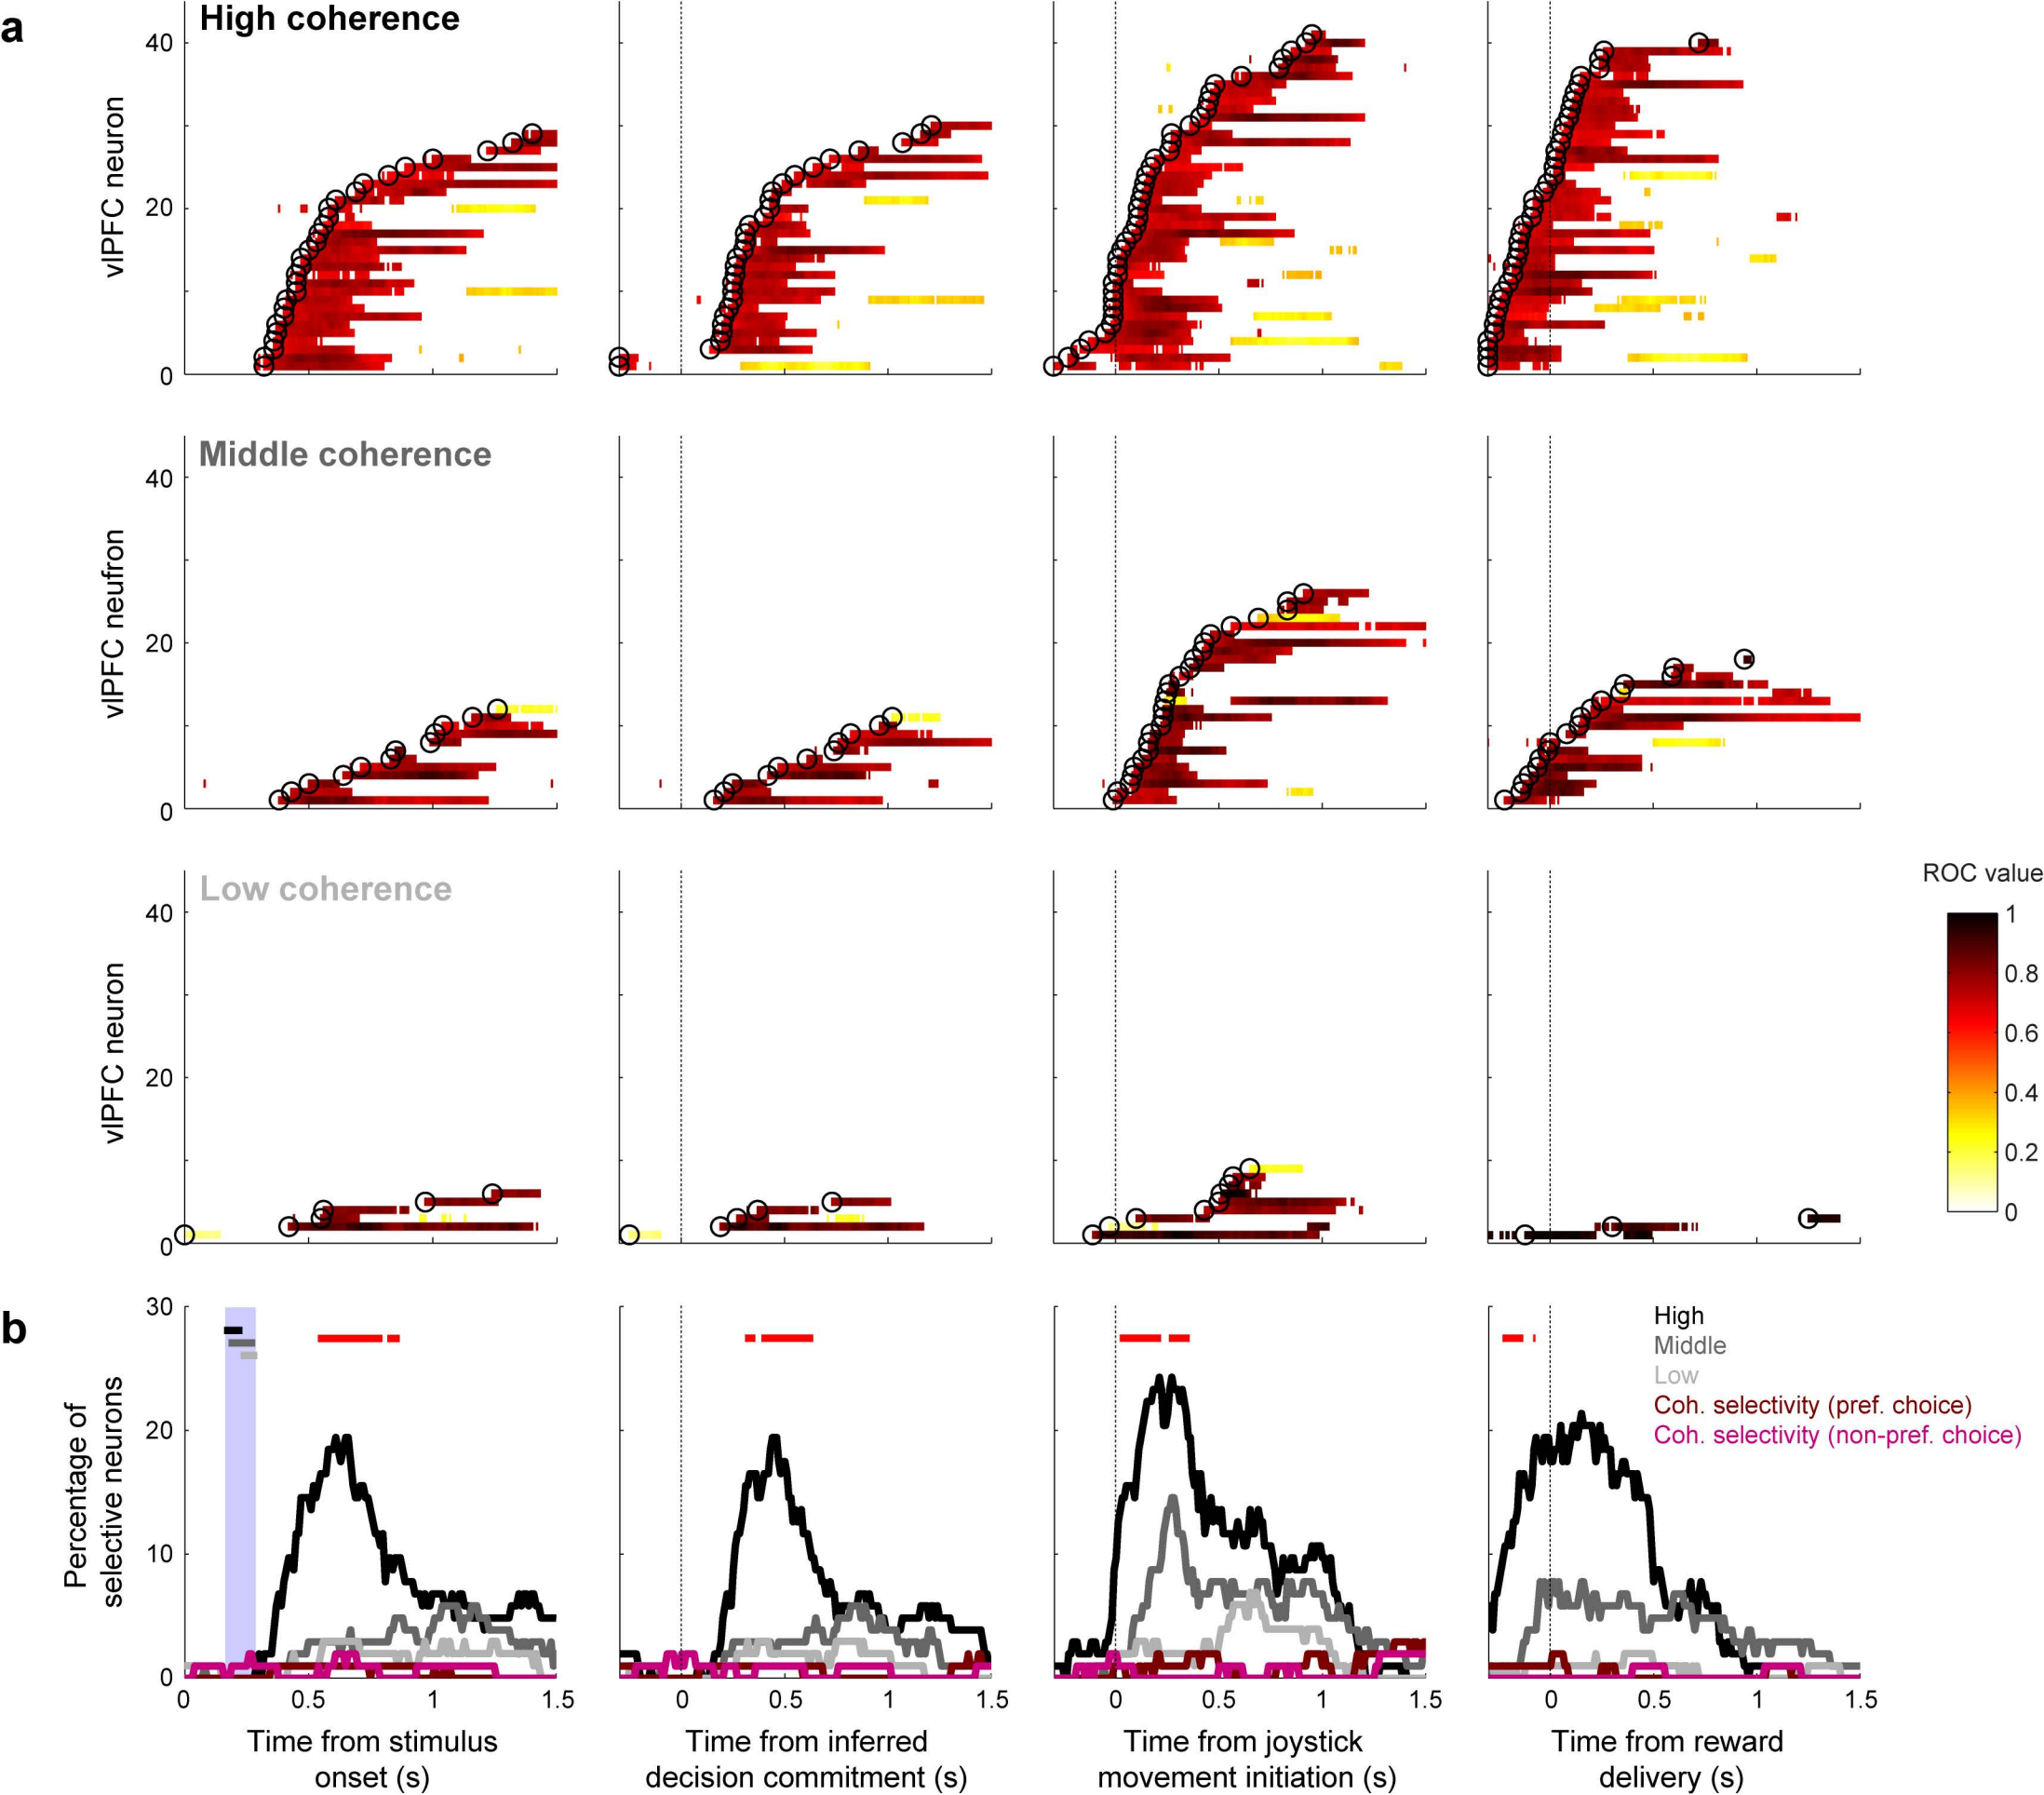 a
High coherence
vlPFC neuron
40
20
0
Middle coherence
vlPFC neufron
40
20
0
Low coherence
vlPFC neuron
40
20
0
ROC value
1
0.8
0.6
0.4
0.2
0
b
Percentage of
selective neurons
30
20
10
0
High
Middle
Low
Coh. selectivity (pref. choice)
Coh. selectivity (non-pref. choice)
0 0.5 1 1.5
0 0.5 1 1.5
0 0.5 1 1.5
0 0.5 1 1.5
Time from stimulus
onset (s)
Time from inferred
decision commitment (s)
Time from joystick
movement initiation (s)
Time from reward
delivery (s)